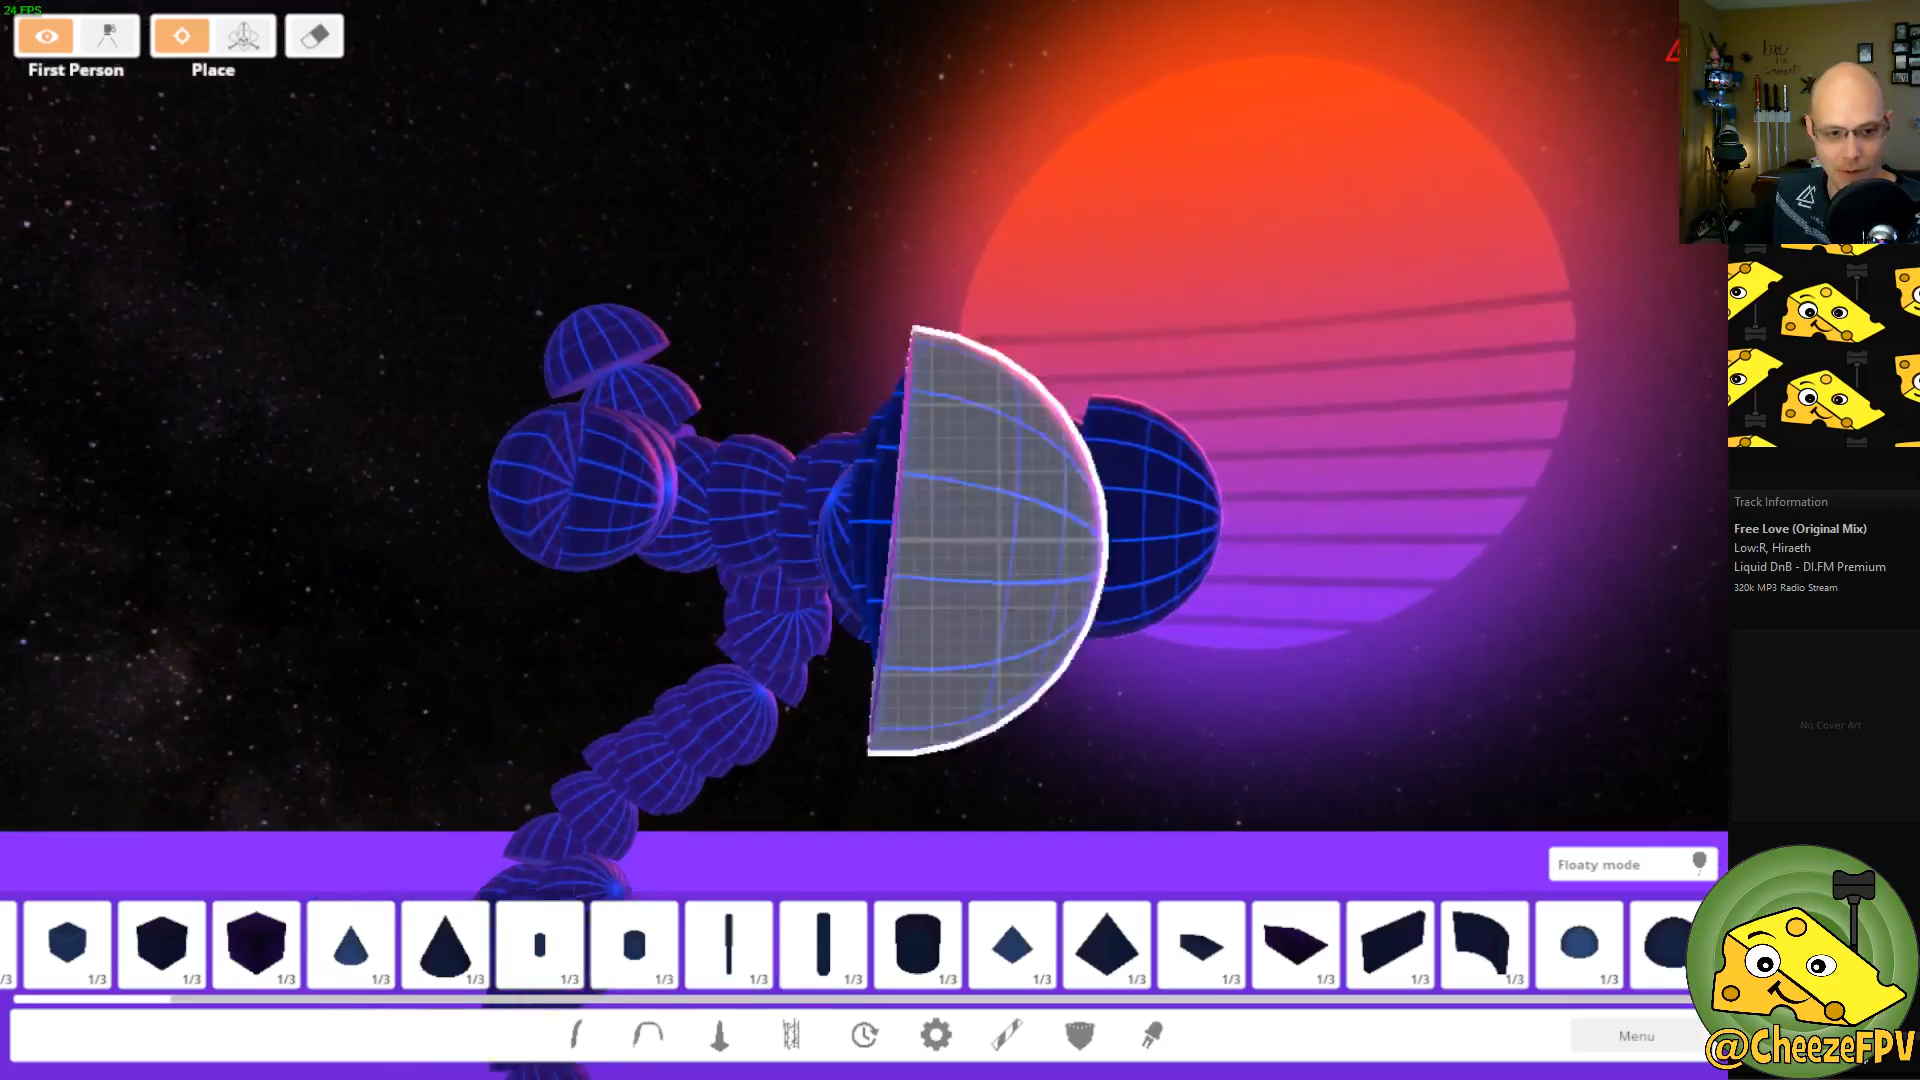 24 FPS
First Person
Place
Track Information
Free Love (Original Mix)
Low:R, Hiraeth
Liquid DnB - DI.FM Premium
320k MP3 Radio Stream
No Cover Art
Floaty mode
/3 1/3 1/3 1/3 1/3 1/3 1/3 1/3 1/3 1/3 1/3 1/3 1/3 1/3 1/3 1/3 1/3 1/3
Menu
@CheezeFPV